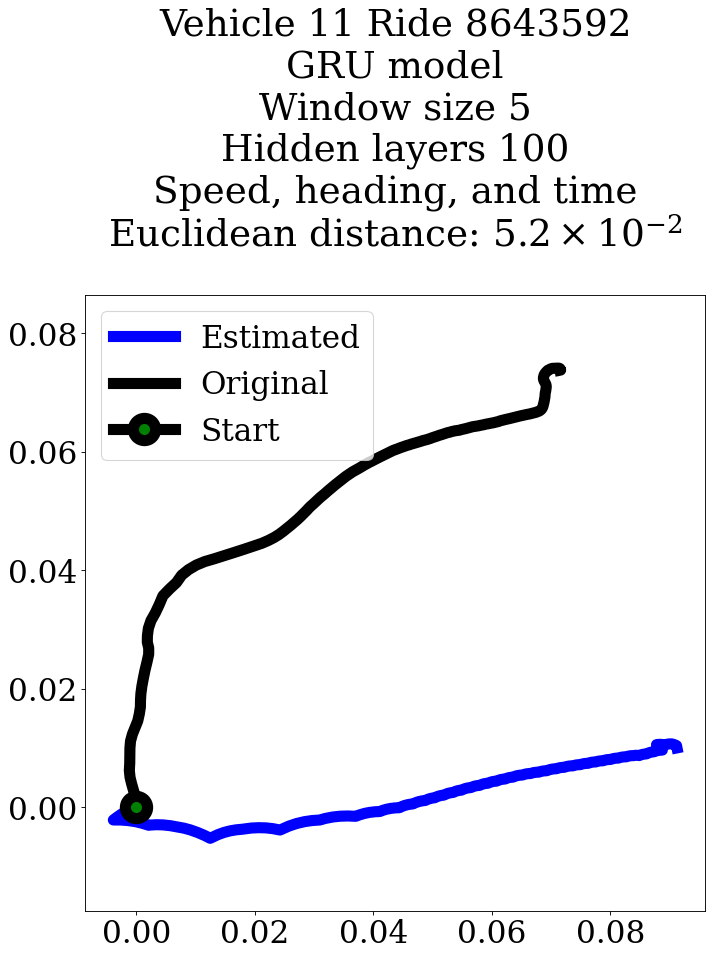 Vehicle 11 Ride 8643592
GRU model
Window size 5
Hidden layers 100
Speed, heading, and time
Euclidean distance: 5.2 × 10⁻²
Estimated
Original
Start
0.08
0.06
0.04
0.02
0.00
0.00 0.02 0.04 0.06 0.08